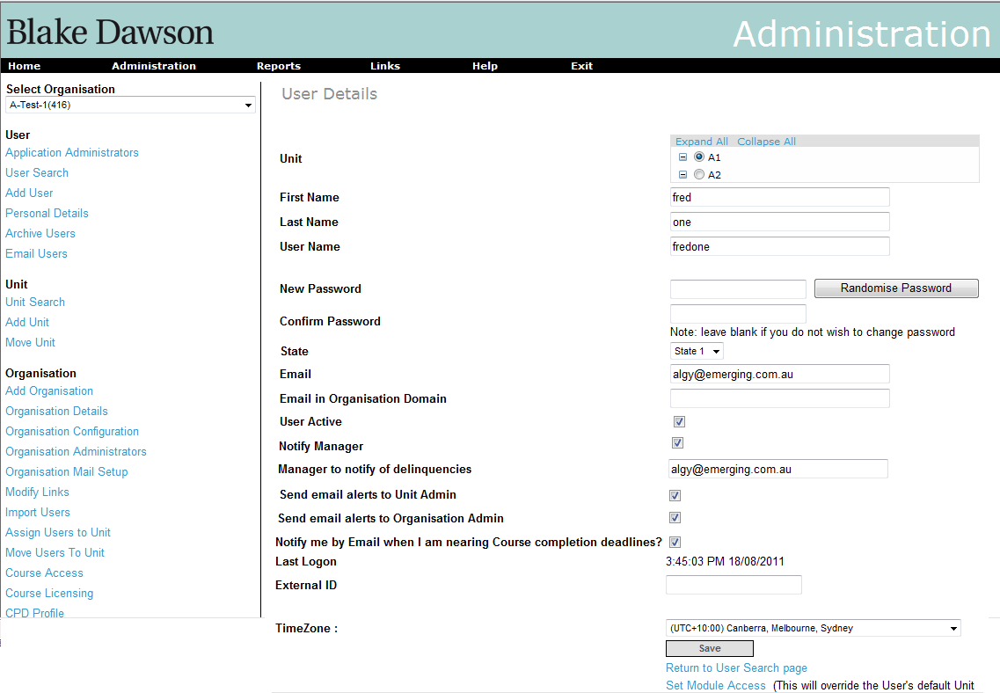 Blake Dawson
Administration
Home Administration Reports Links Help Exit
Select Organisation
A-Test-1(416)
User
Application Administrators
User Search
Add User
Personal Details
Archive Users
Email Users
Unit
Unit Search
Add Unit
Move Unit
Organisation
Add Organisation
Organisation Details
Organisation Configuration
Organisation Administrators
Organisation Mail Setup
Modify Links
Import Users
Assign Users to Unit
Move Users To Unit
Course Access
Course Licensing
CPD Profile
User Details
Expand All Collapse All
Unit
A1
A2
First Name fred
Last Name one
User Name fredone
New Password Randomise Password
Confirm Password
Note: leave blank if you do not wish to change password
State State 1
Email algy@emerging.com.au
Email in Organisation Domain
User Active
Notify Manager
Manager to notify of delinquencies algy@emerging.com.au
Send email alerts to Unit Admin
Send email alerts to Organisation Admin
Notify me by Email when I am nearing Course completion deadlines?
Last Logon 3:45:03 PM 18/08/2011
External ID
TimeZone : (UTC+10:00) Canberra, Melbourne, Sydney
Save
Return to User Search page
Set Module Access (This will override the User's default Unit